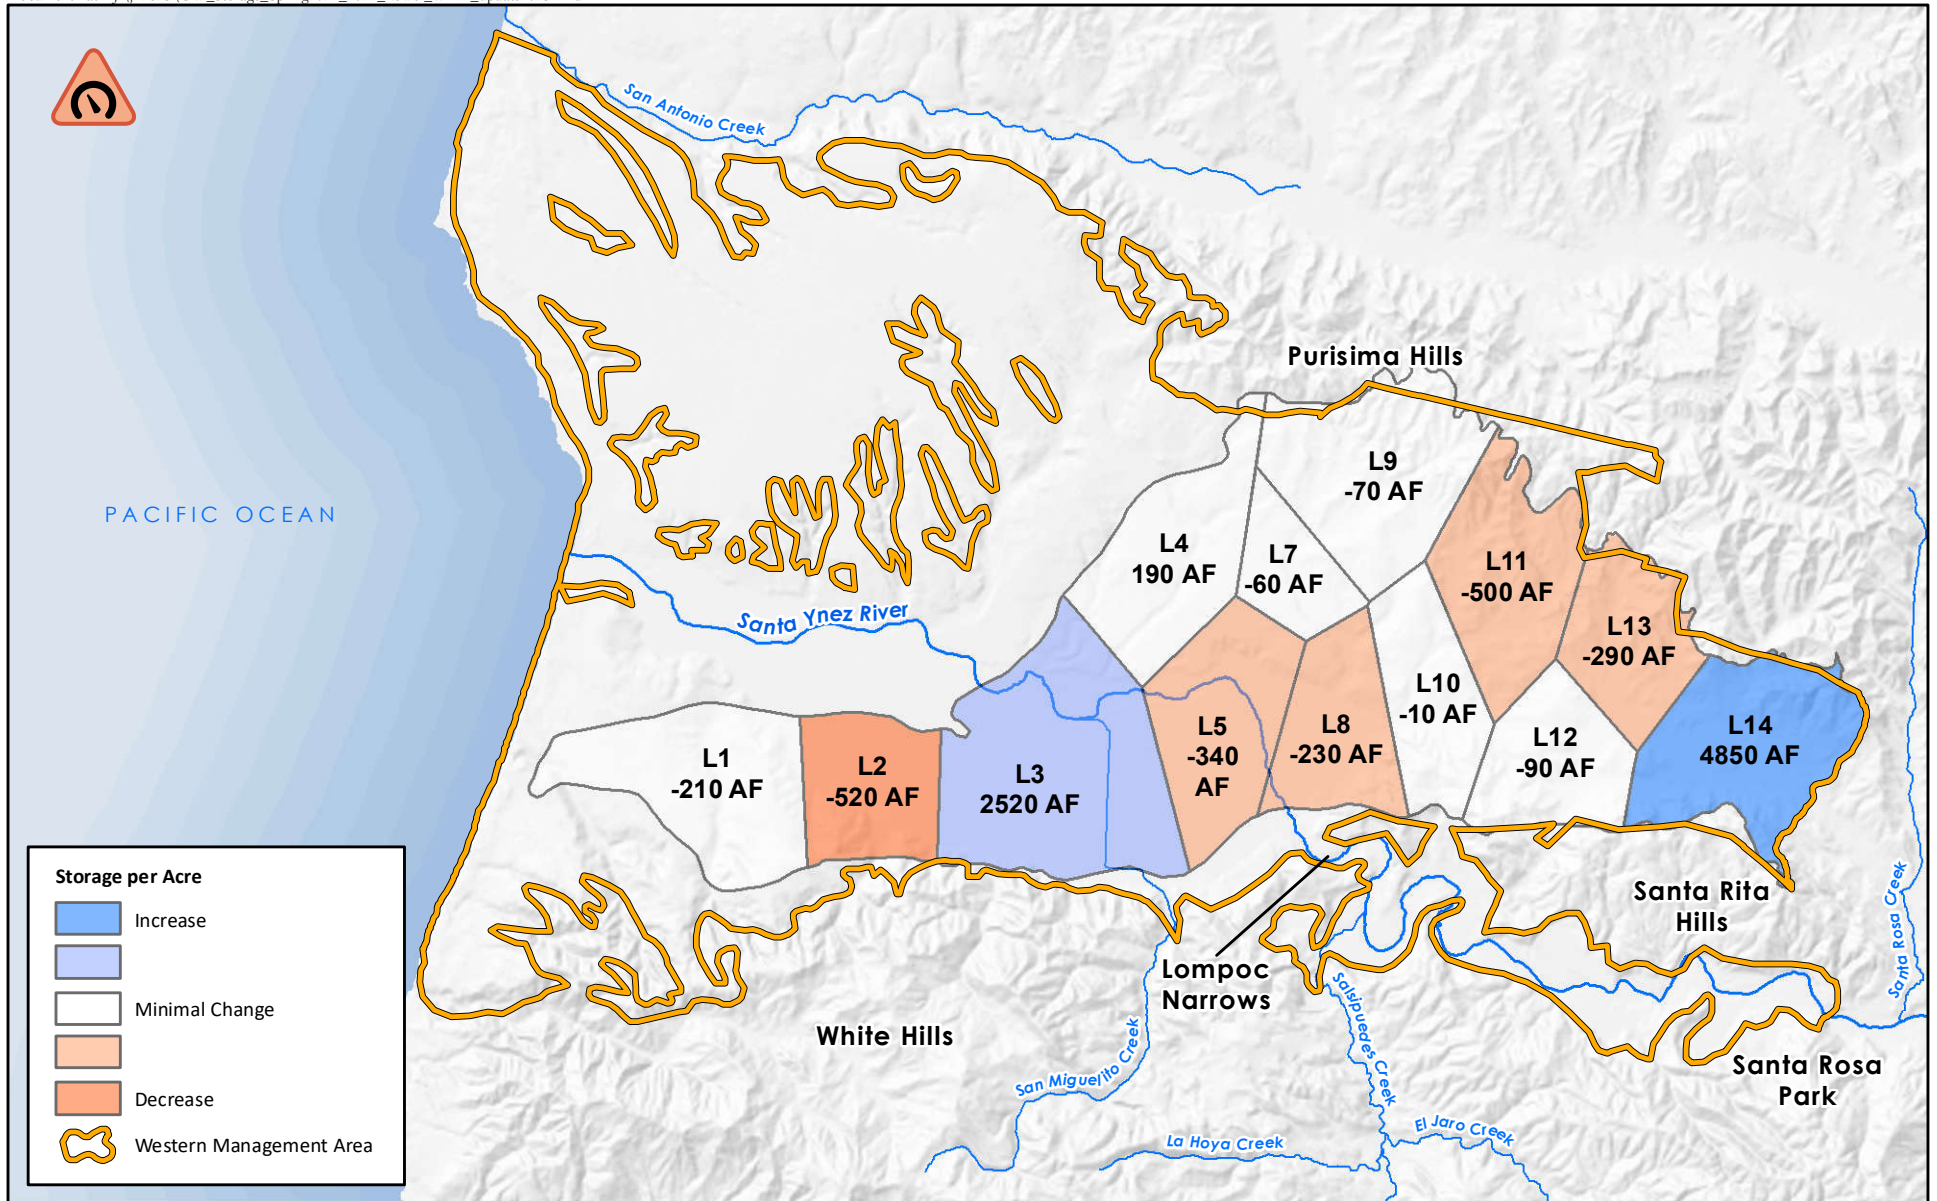 San Antonio Creek
Purisima Hills
PACIFIC OCEAN
L9
-70 AF
L4
190 AF
L7
-60 AF
L11
-500 AF
Santa Ynez River
L13
-290 AF
L10
-10 AF
L1
-210 AF
L2
-520 AF
L3
2520 AF
L5
-340
AF
L8
-230 AF
L12
-90 AF
L14
4850 AF
Santa Rita
Hills
Santa Rosa Creek
Lompoc
Narrows
Salsipuedes Creek
White Hills
San Miguelito Creek
Santa Rosa
Park
La Hoya Creek
El Jaro Creek
Storage per Acre
Increase
Minimal Change
Decrease
Western Management Area